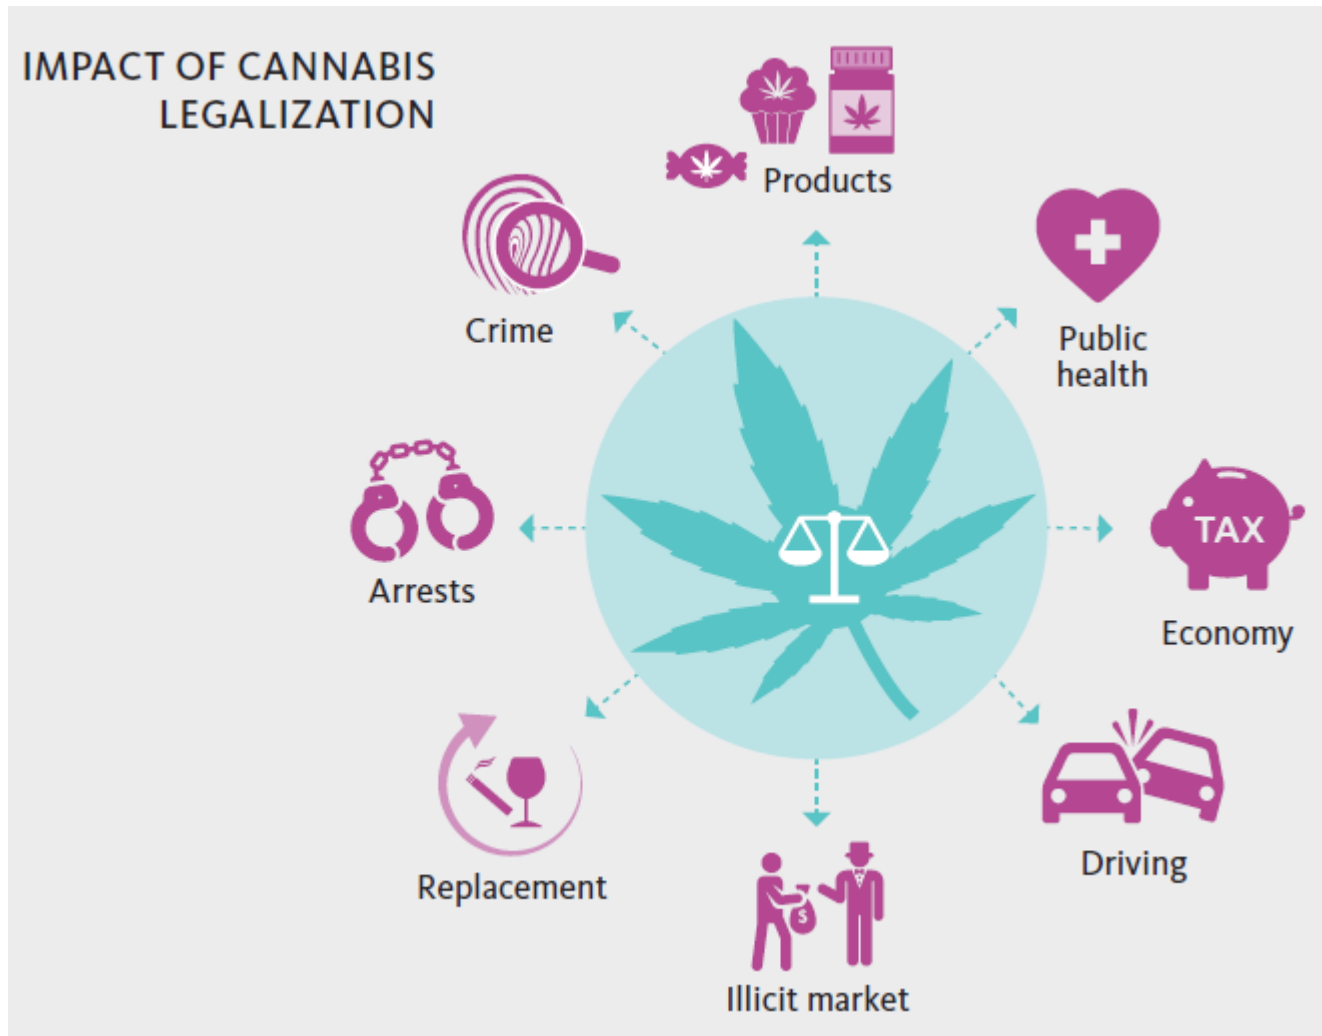 IMPACT OF CANNABIS
LEGALIZATION
Products
Public
health
TAX
Economy
Driving
$
Illicit market
Replacement
Arrests
Crime